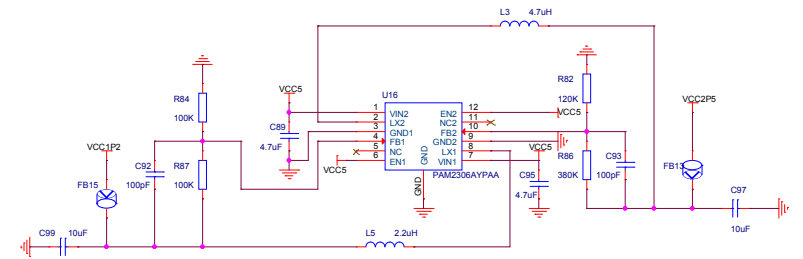 L3 4.7uH
R84
100K
VCC5
U16
R82
120K
VCC2P5
1 VIN2 EN2 12
2 LX2 NC2 11 VCC5
3 GND1 FB2 10
4 FB1 GND2 9
5 NC LX1 8
6 EN1 VIN1 7
GND
PAM2306AYPAA
C89
4.7uF
VCC5
VCC5
VCC1P2
C92
100pF
R87
100K
FB15
R86
380K
C93
100pF
FB13
C95
4.7uF
GND
C97
10uF
C99 10uF
L5 2.2uH